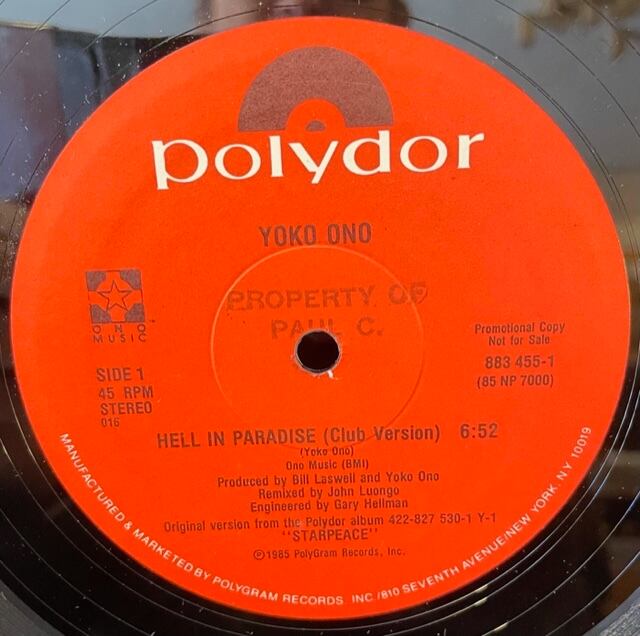 polydor
YOKO ONO
PROPERTY OF
PAUL C.
ONO
MUSIC
Promotional Copy
Not for Sale
883 455-1
(85 NP 7000)
SIDE 1
45 RPM
STEREO
016
HELL IN PARADISE (Club Version) 6:52
(Yoko Ono)
Ono Music (BMI)
Produced by Bill Laswell and Yoko Ono
Remixed by John Luongo
Engineered by Gary Hellman
Original version from the Polydor album 422-827 530-1 Y-1
"STARPEACE"
℗1985 PolyGram Records, Inc.
MANUFACTURED & MARKETED BY POLYGRAM RECORDS, INC./810 SEVENTH AVENUE/NEW YORK, N.Y. 10019